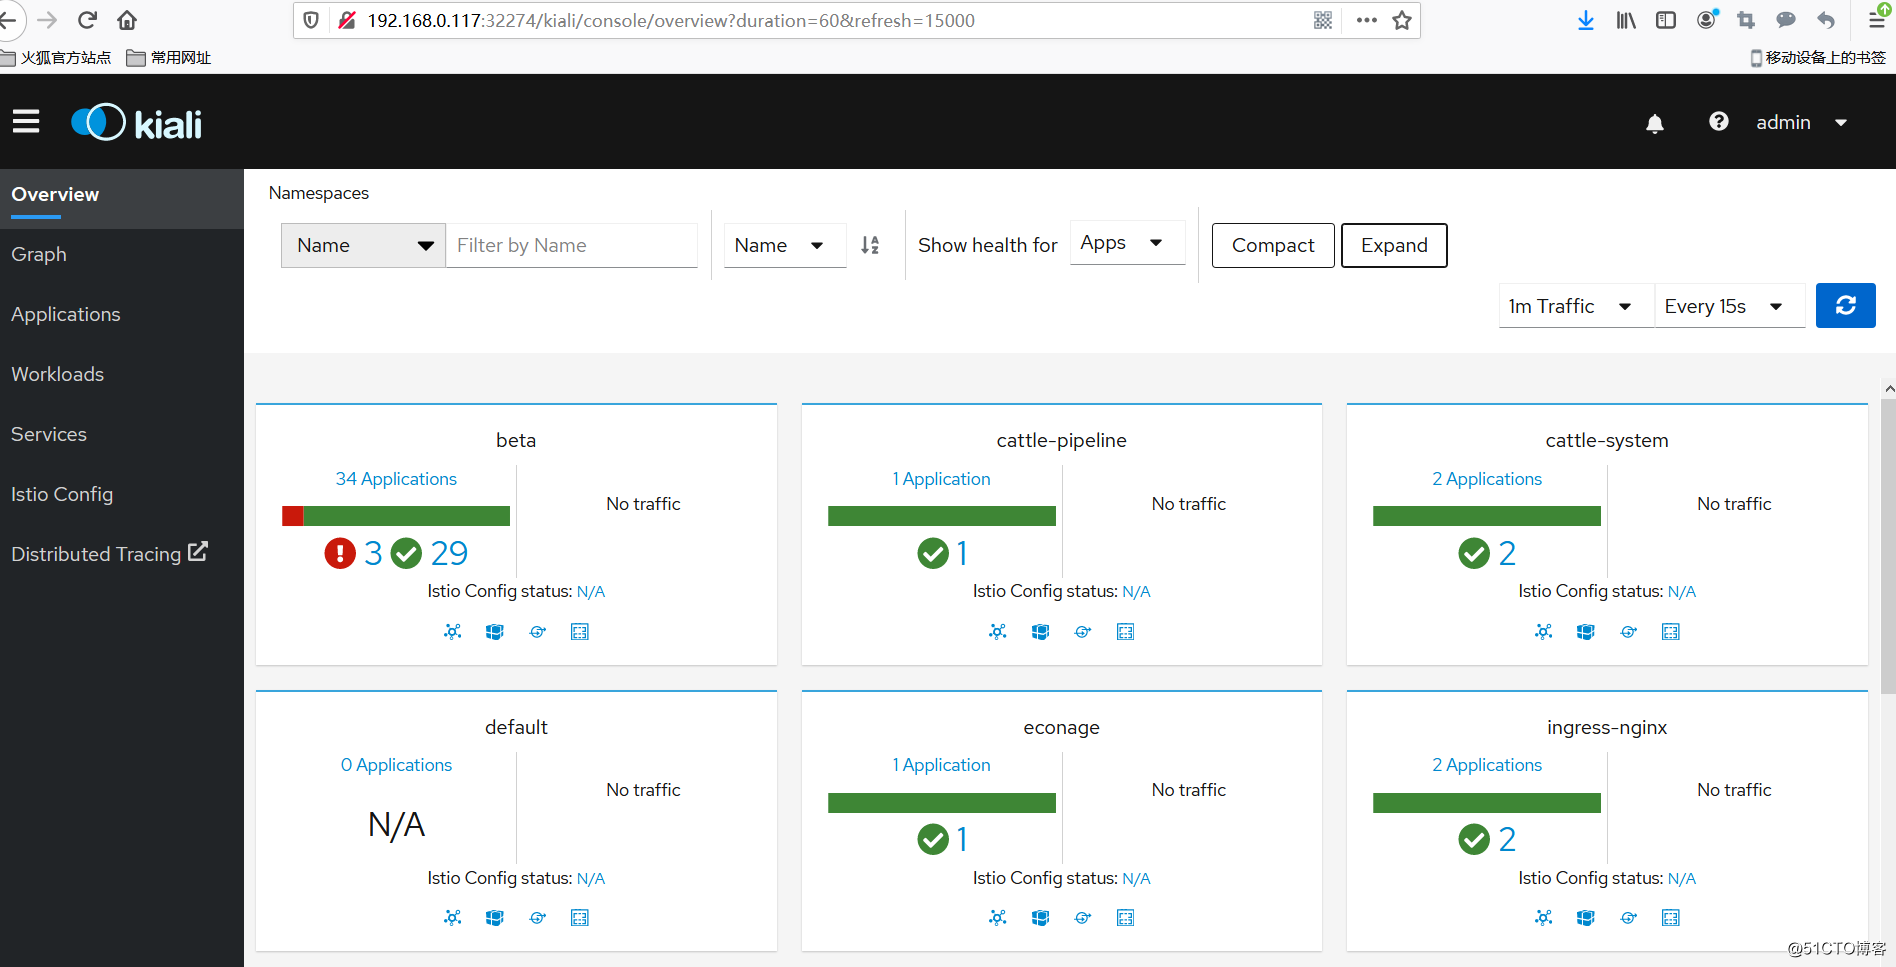 192.168.0.117:32274/kiali/console/overview?duration=60&refresh=15000
火狐官方站点 常用网址 移动设备上的书签
kiali admin
Overview
Graph
Applications
Workloads
Services
Istio Config
Distributed Tracing
Namespaces
Name Filter by Name Name Show health for Apps Compact Expand
1m Traffic Every 15s
beta
34 Applications
No traffic
3 29
Istio Config status: N/A
cattle-pipeline
1 Application
No traffic
1
Istio Config status: N/A
cattle-system
2 Applications
No traffic
2
Istio Config status: N/A
default
0 Applications
No traffic
N/A
Istio Config status: N/A
econage
1 Application
No traffic
1
Istio Config status: N/A
ingress-nginx
2 Applications
No traffic
2
Istio Config status: N/A
@51CTO博客